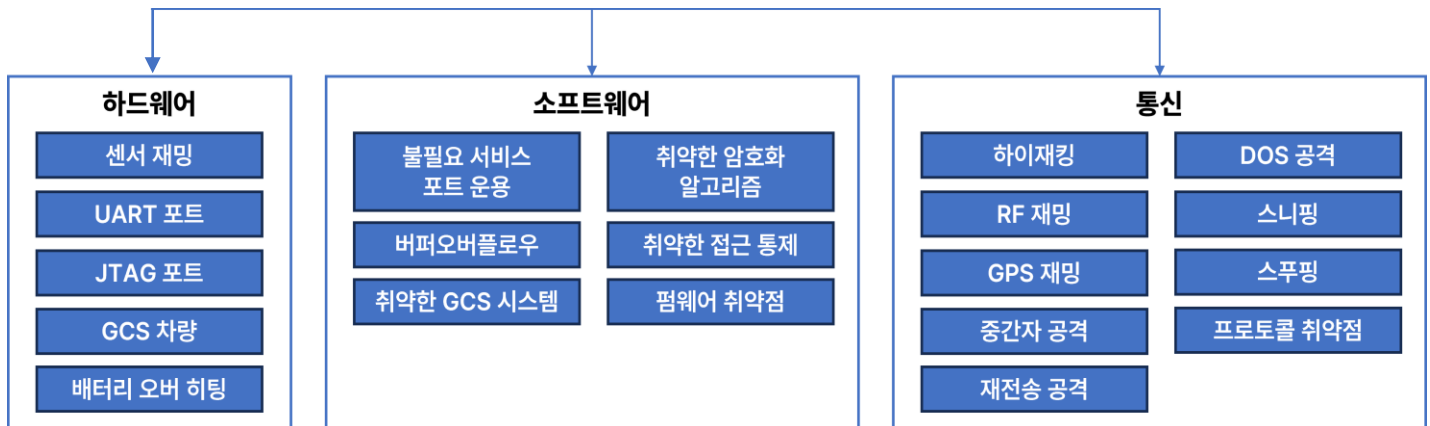 하드웨어
센서 재밍
UART 포트
JTAG 포트
GCS 차량
배터리 오버 히팅
소프트웨어
불필요 서비스
포트 운용
취약한 암호화
알고리즘
버퍼오버플로우
취약한 접근 통제
취약한 GCS 시스템
펌웨어 취약점
통신
하이재킹
DOS 공격
RF 재밍
스니핑
GPS 재밍
스푸핑
중간자 공격
프로토콜 취약점
재전송 공격